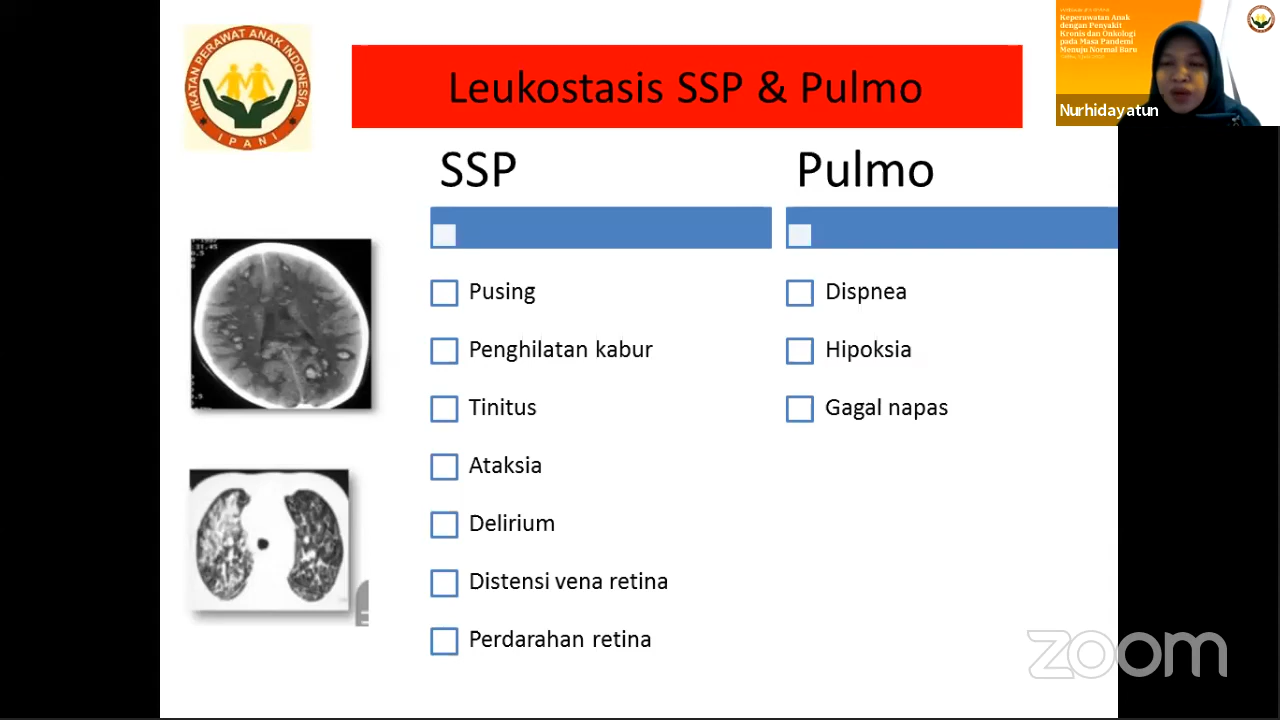 IKATAN PERAWAT ANAK INDONESIA
IPANI
Leukostasis SSP & Pulmo
Keperawatan Anak
dengan Penyakit
Kronis dan Onkologi
pada Masa Pandemi
Menuju Normal Baru
Nurhidayatun
SSP
Pusing
Penghilatan kabur
Tinitus
Ataksia
Delirium
Distensi vena retina
Perdarahan retina
Pulmo
Dispnea
Hipoksia
Gagal napas
zoom